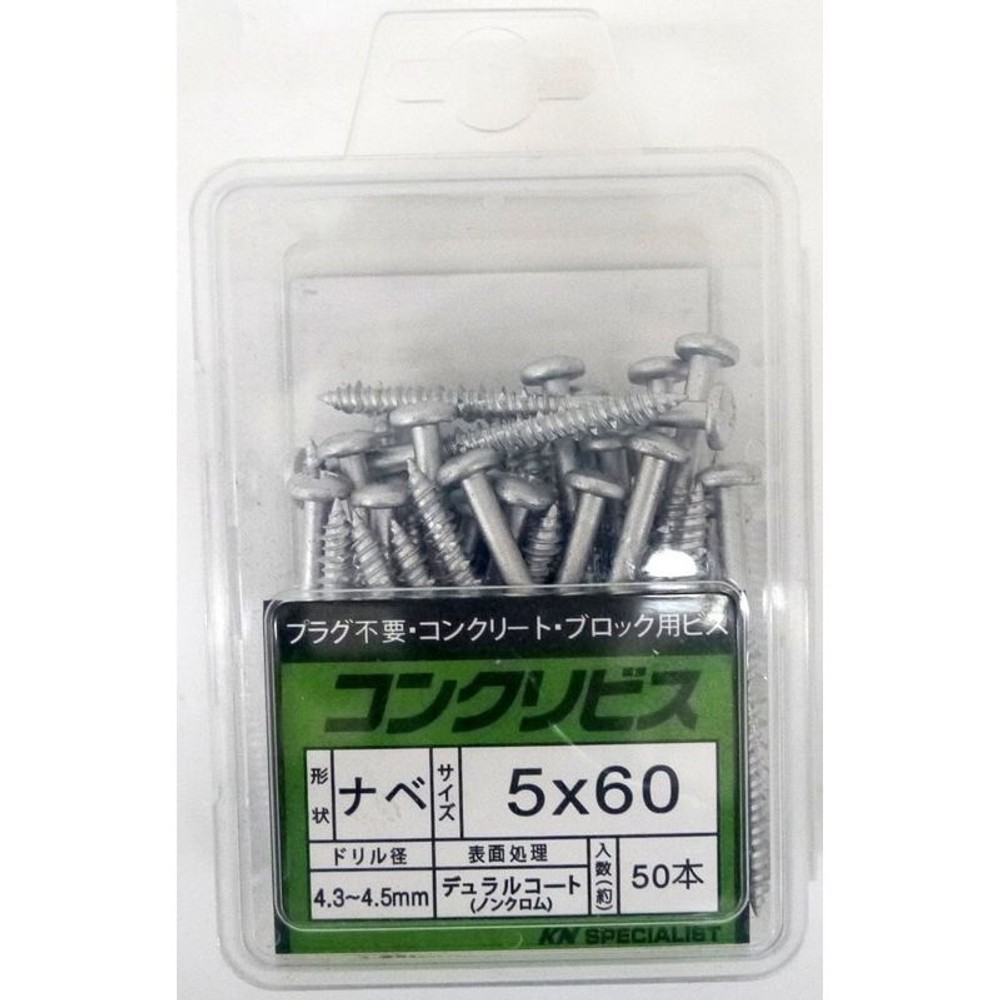 プラグ不要・コンクリート・ブロック用ビス
コンクリビス
形状 ナベ サイズ 5x60
ドリル径 表面処理 入数(約) 50本
4.3~4.5mm デュラルコート
(ノンクロム)
KN SPECIALIST